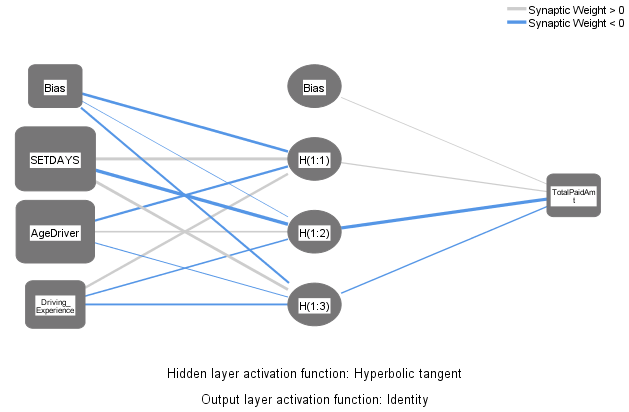 Synaptic Weight > 0
Synaptic Weight < 0
Bias
Bias
SETDAYS
H(1:1)
TotalPaidAm
t
AgeDriver
H(1:2)
Driving_
Experience
H(1:3)
Hidden layer activation function: Hyperbolic tangent
Output layer activation function: Identity